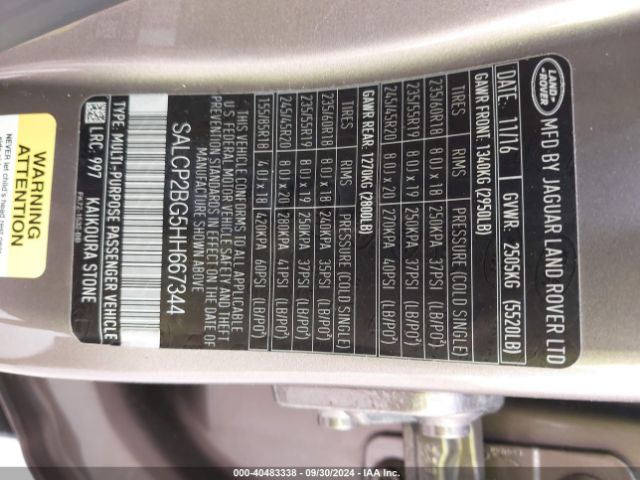 LAND
ROVER
MFD BY JAGUAR LAND ROVER LTD
DATE: 11/16 GVWR: 2505KG (5520LB)
GAWR FRONT: 1340KG (2950LB)
TIRES RIMS PRESSURE (COLD SINGLE)
235/60R18 8.0J x 18 250KPA 37PSI (LB/PO²)
235/55R19 8.0J x 19 250KPA 37PSI (LB/PO²)
245/45R20 8.0J x 20 270KPA 40PSI (LB/PO²)
GAWR REAR: 1270KG (2800LB)
TIRES RIMS PRESSURE (COLD SINGLE)
235/60R18 8.0J x 18 240KPA 35PSI (LB/PO²)
235/55R19 8.0J x 19 250KPA 37PSI (LB/PO²)
245/45R20 8.0J x 20 280KPA 41PSI (LB/PO²)
155/85R18 4.0J x 18 420KPA 60PSI (LB/PO²)
THIS VEHICLE CONFORMS TO ALL APPLICABLE
U.S FEDERAL MOTOR VEHICLE SAFETY AND THEFT
PREVENTION STANDARDS IN EFFECT ON THE DATE OF
MANUFACTURE SHOWN ABOVE
SALCP2BG5HH667344
TYPE: MULTI-PURPOSE PASSENGER VEHICLE
LRC: 997 KAIKOURA STONE
WARNING
ATTENTION
NEVER let child's
© - 40483338 - 09/30/2024 - IAA Inc.